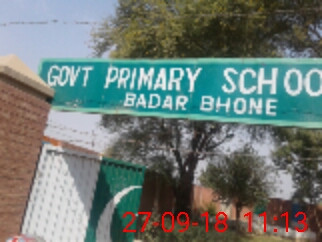 GOVT PRIMARY SCHOO
BADAR BHONE
27-09-18 11:13